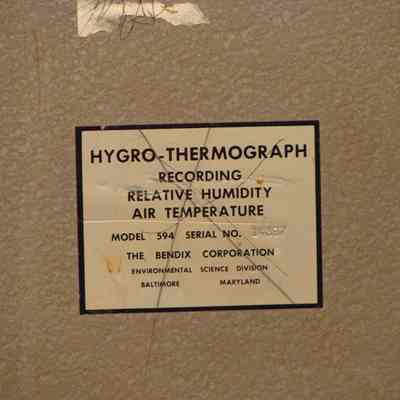 HYGRO-THERMOGRAPH
RECORDING
RELATIVE HUMIDITY
AIR TEMPERATURE
MODEL 594 SERIAL NO.
THE BENDIX CORPORATION
ENVIRONMENTAL SCIENCE DIVISION
BALTIMORE MARYLAND